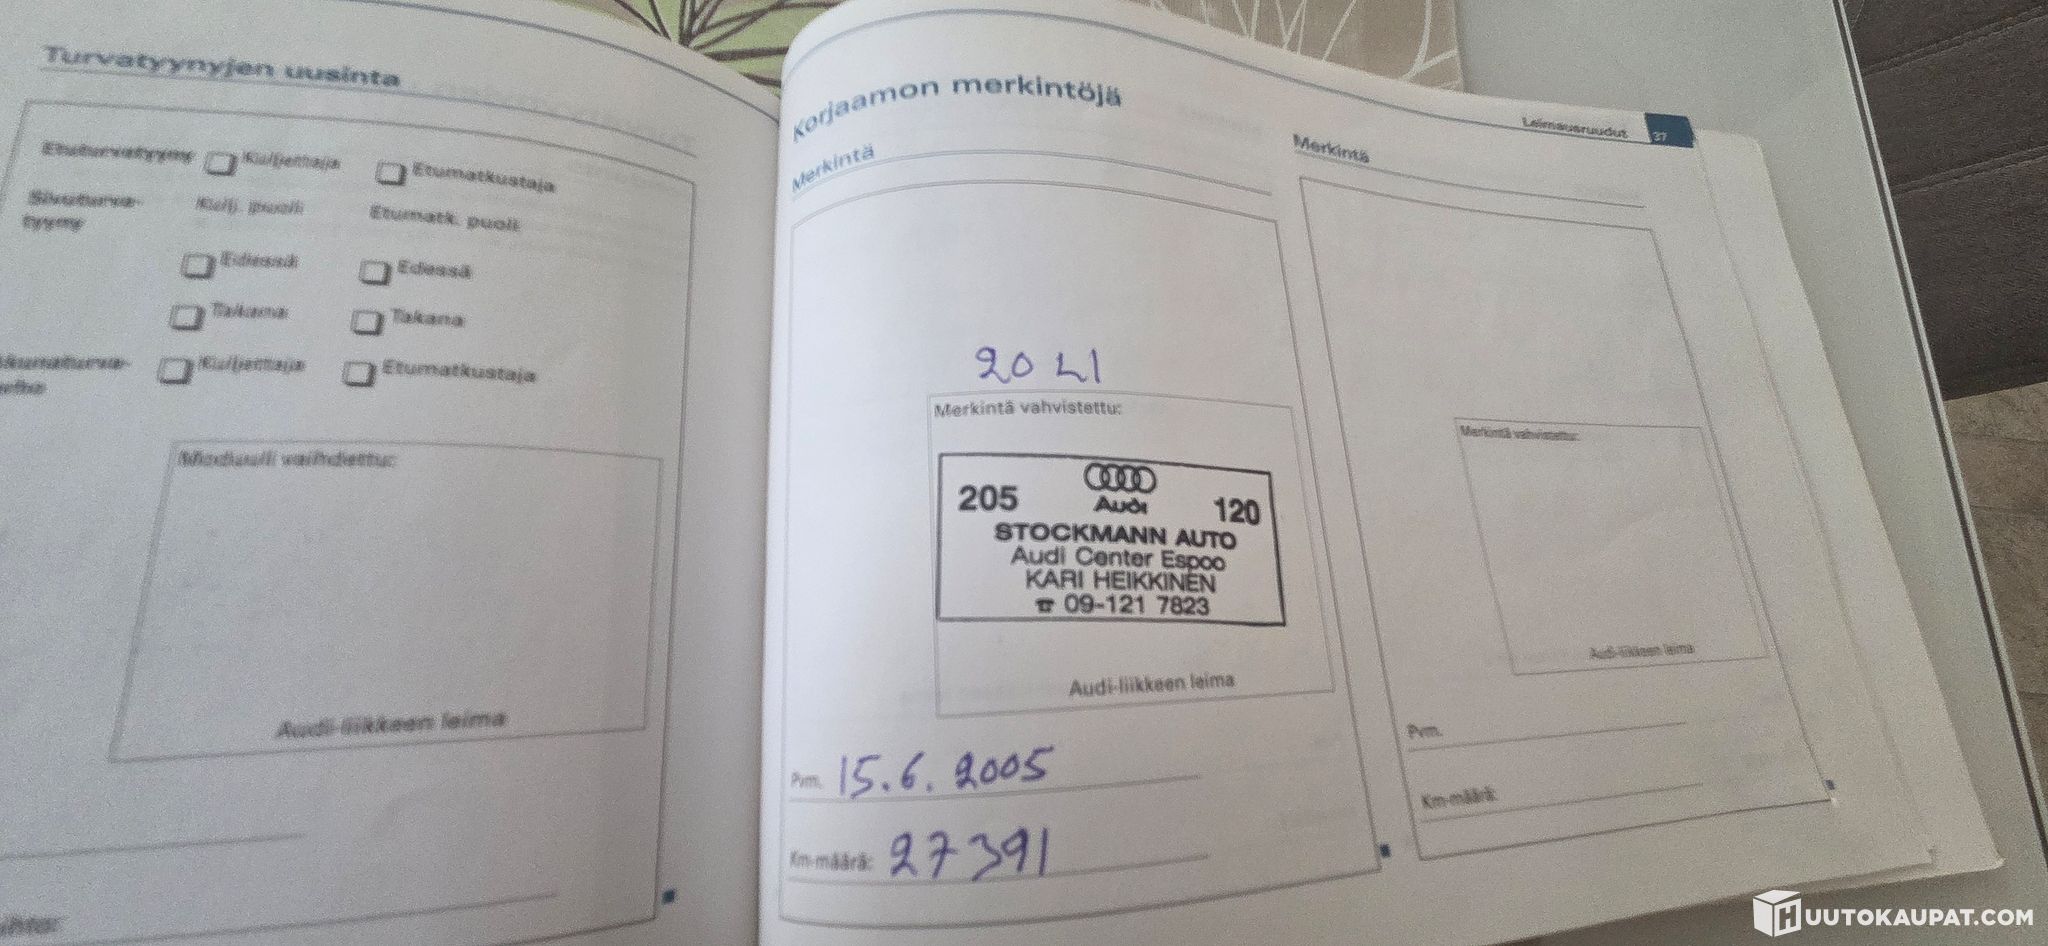 Turvatyynyjen uusinta
Etuturvatyyny Kuljettaja Etumatkustaja
Sivuturva-
tyyny
Kulj. puoli Etumatk. puoli
Edessä Edessä
Takana Takana
Kuljettaja Etumatkustaja
Moduuli vaihdettu:
Audi-liikkeen leima
Leimausruudut 37
Korjaamon merkintöjä
Merkintä
20 L1
Merkintä vahvistettu:
205 Audi 120
STOCKMANN AUTO
Audi Center Espoo
KARI HEIKKINEN
☎ 09-121 7823
Audi-liikkeen leima
Pvm. 15.6.2005
Km-määrä: 27391
Merkintä
Merkintä vahvistettu:
Audi-liikkeen leima
Pvm.
Km-määrä:
HUUTOKAUPAT.COM